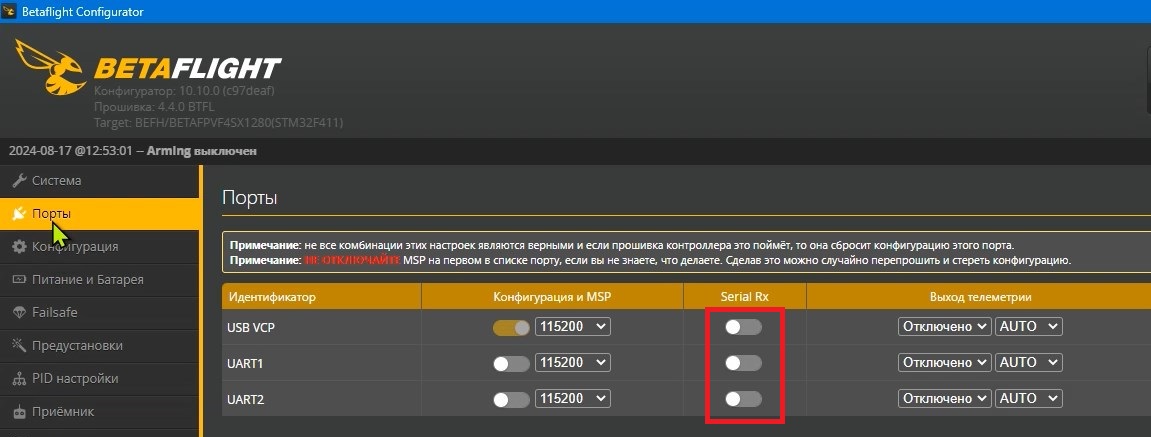 Betaflight Configurator
BETAFLIGHT
Конфигуратор: 10.10.0 (c97deaf)
Прошивка: 4.4.0 BTFL
Target: BEFH/BETAFPVF4SX1280(STM32F411)
2024-08-17 @12:53:01 -- Arming выключен
Система
Порты
Конфигурация
Питание и Батарея
Failsafe
Предустановки
PID настройки
Приёмник
Порты
Примечание: не все комбинации этих настроек являются верными и если прошивка контроллера это поймёт, то она сбросит конфигурацию этого порта.
Примечание: НЕ ОТКЛЮЧАЙТЕ MSP на первом в списке порту, если вы не знаете, что делаете. Сделав это можно случайно перепрошить и стереть конфигурацию.
Идентификатор Конфигурация и MSP Serial Rx Выход телеметрии
USB VCP 115200 Отключено AUTO
UART1 115200 Отключено AUTO
UART2 115200 Отключено AUTO